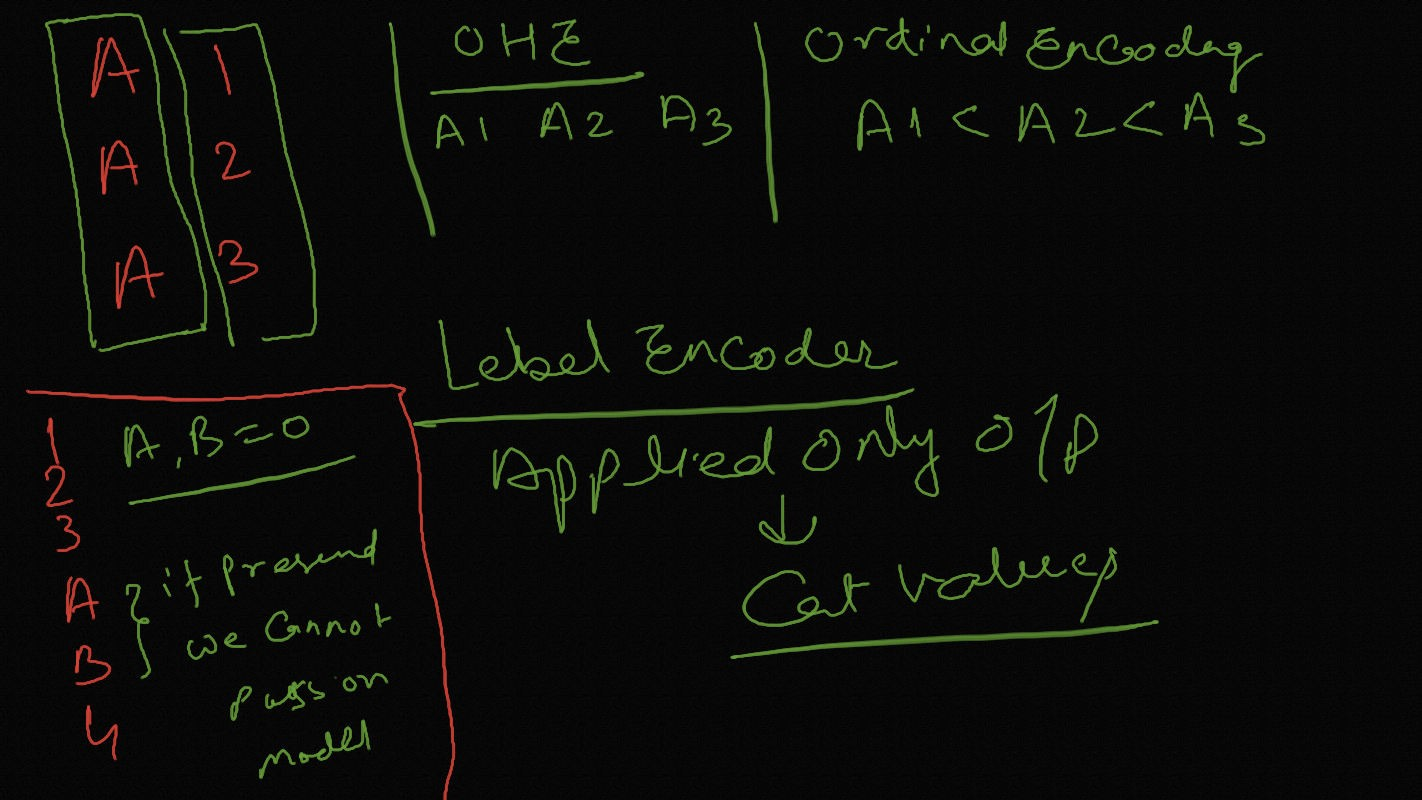 A 1
A 2
A 3
OHE
A1 A2 A3
Ordinal Encoding
A1 < A2 < A3
Label Encoder
Applied only O/p
↓
Cat values
1
2
3
A
B
4
A, B = 0
} if present
we cannot
pass on
model